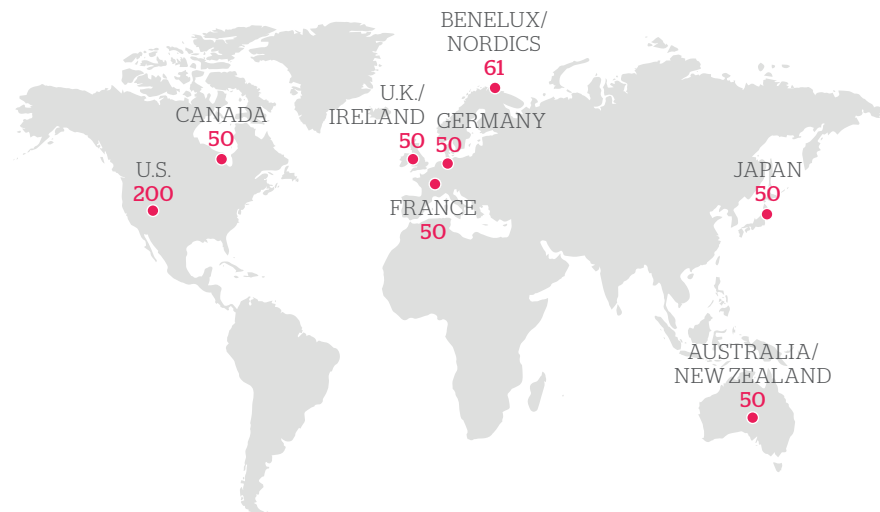 BENELUX/
NORDICS
61
U.K./
IRELAND
50
GERMANY
50
CANADA
50
U.S.
200
FRANCE
50
JAPAN
50
AUSTRALIA/
NEW ZEALAND
50